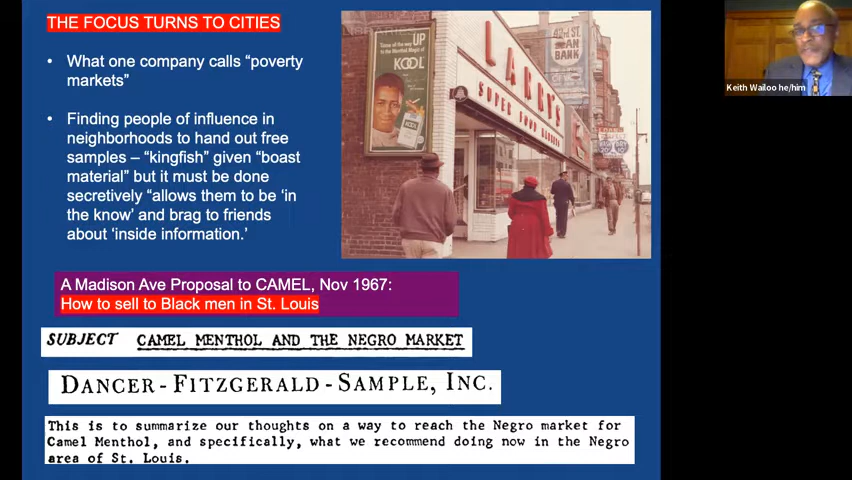 THE FOCUS TURNS TO CITIES
• What one company calls “poverty
markets”
• Finding people of influence in
neighborhoods to hand out free
samples – “kingfish” given “boast
material” but it must be done
secretively “allows them to be ‘in
the know’ and brag to friends
about ‘inside information.’
UP
KOOL
LARRY'S
SUPER FOOD MARKET
42nd ST.
LOAN
BANK
A Madison Ave Proposal to CAMEL, Nov 1967:
How to sell to Black men in St. Louis
SUBJECT CAMEL MENTHOL AND THE NEGRO MARKET
DANCER-FITZGERALD-SAMPLE, INC.
This is to summarize our thoughts on a way to reach the Negro market for
Camel Menthol, and specifically, what we recommend doing now in the Negro
area of St. Louis.
Keith Wailoo he/him